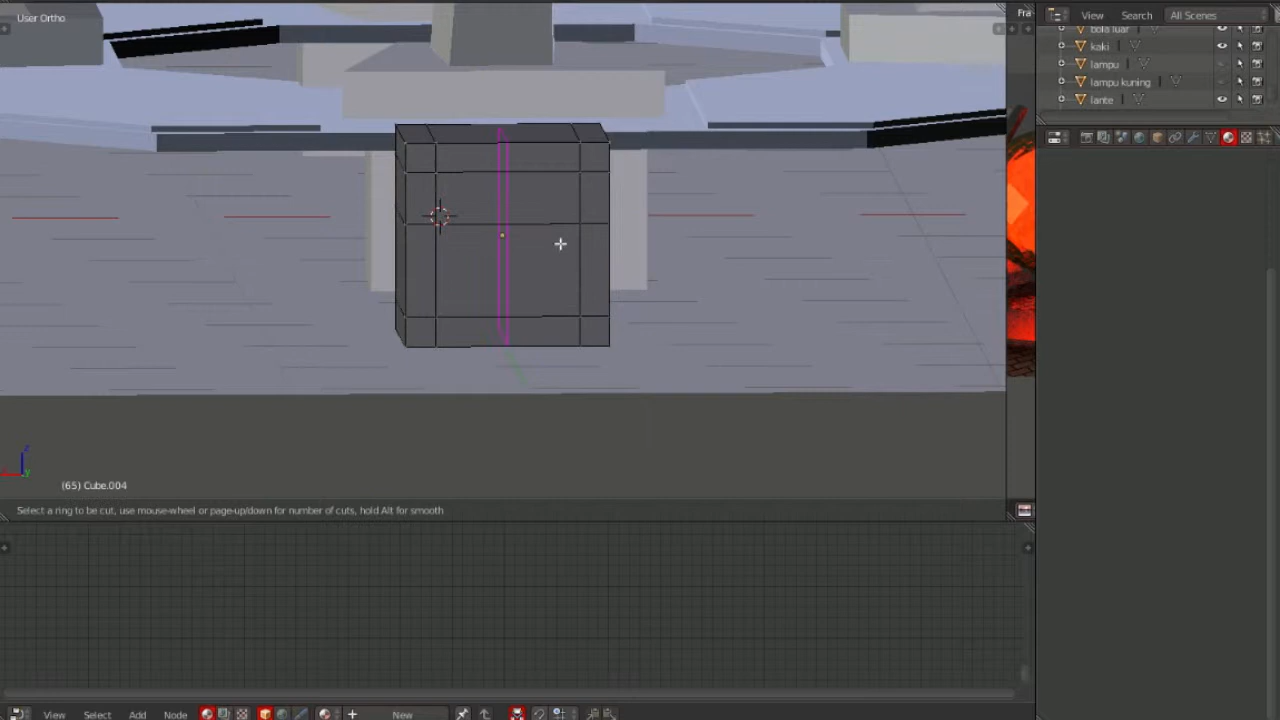 User Ortho
Fra
View Search All Scenes
bola luar
kaki
lampu
lampu kuning
lante
(65) Cube.004
Select a ring to be cut, use mouse-wheel or page-up/down for number of cuts, hold Alt for smooth
View Select Add Node New